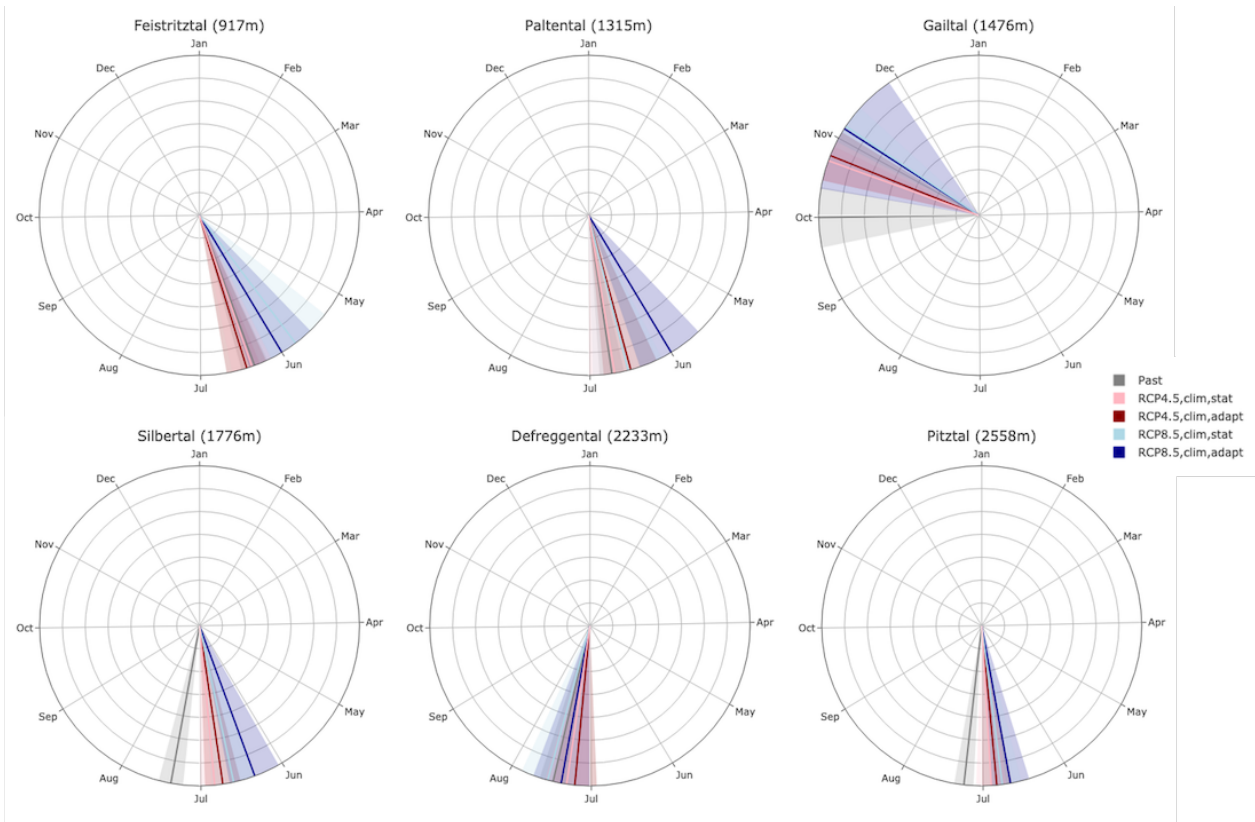 Feistritztal (917m)
Jan
Feb
Mar
Apr
May
Jun
Jul
Aug
Sep
Oct
Nov
Dec
Paltental (1315m)
Jan
Feb
Mar
Apr
May
Jun
Jul
Aug
Sep
Oct
Nov
Dec
Gailtal (1476m)
Jan
Feb
Mar
Apr
May
Jun
Jul
Aug
Sep
Oct
Nov
Dec
Past
RCP4.5,clim,stat
RCP4.5,clim,adapt
RCP8.5,clim,stat
RCP8.5,clim,adapt
Silbertal (1776m)
Jan
Feb
Mar
Apr
May
Jun
Jul
Aug
Sep
Oct
Nov
Dec
Defreggental (2233m)
Jan
Feb
Mar
Apr
May
Jun
Jul
Aug
Sep
Oct
Nov
Dec
Pitztal (2558m)
Jan
Feb
Mar
Apr
May
Jun
Jul
Aug
Sep
Oct
Nov
Dec